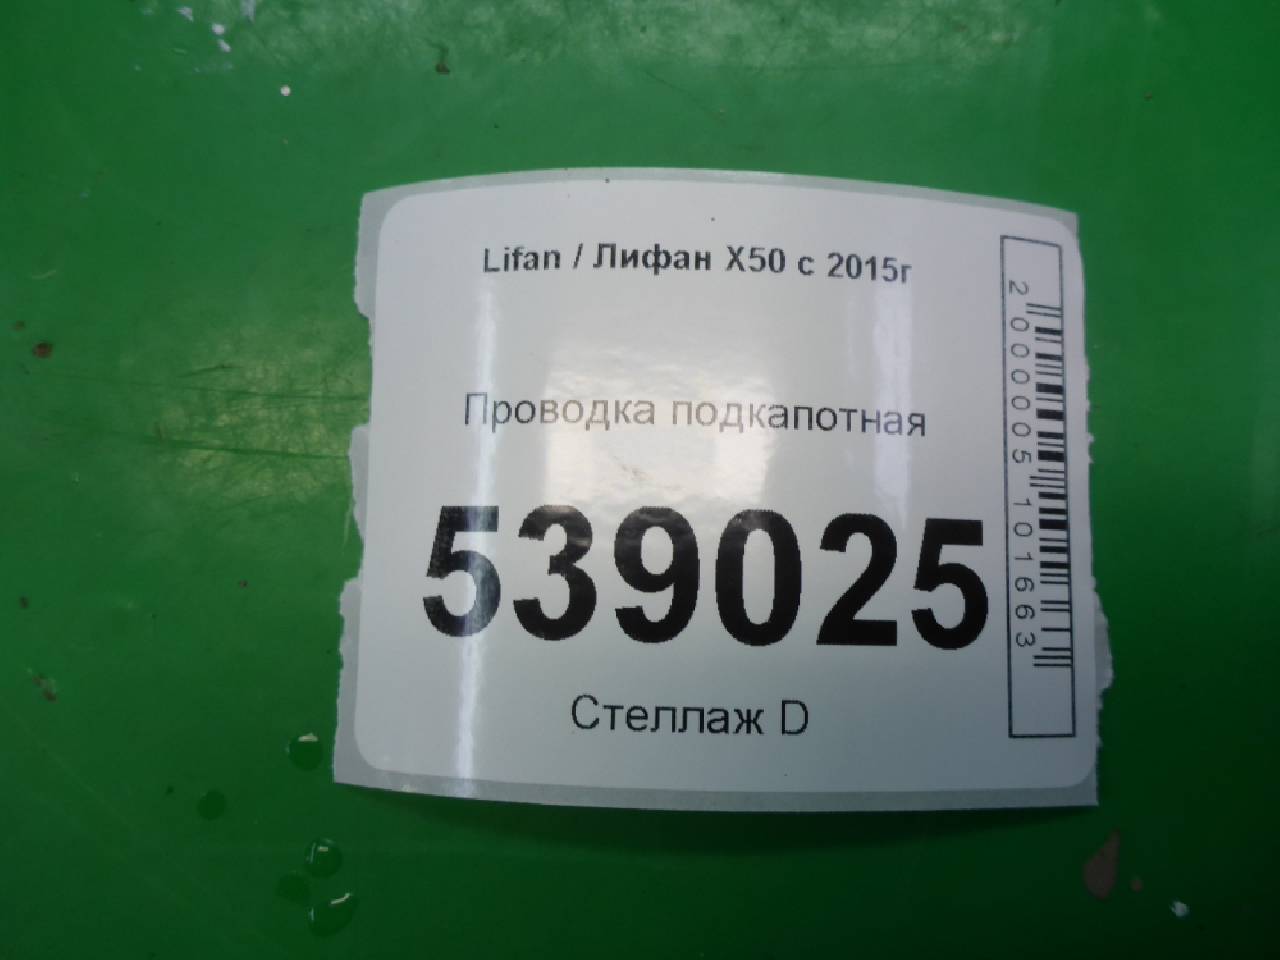 Lifan / Лифан X50 с 2015г
Проводка подкапотная
539025
Стеллаж D
2000005101663